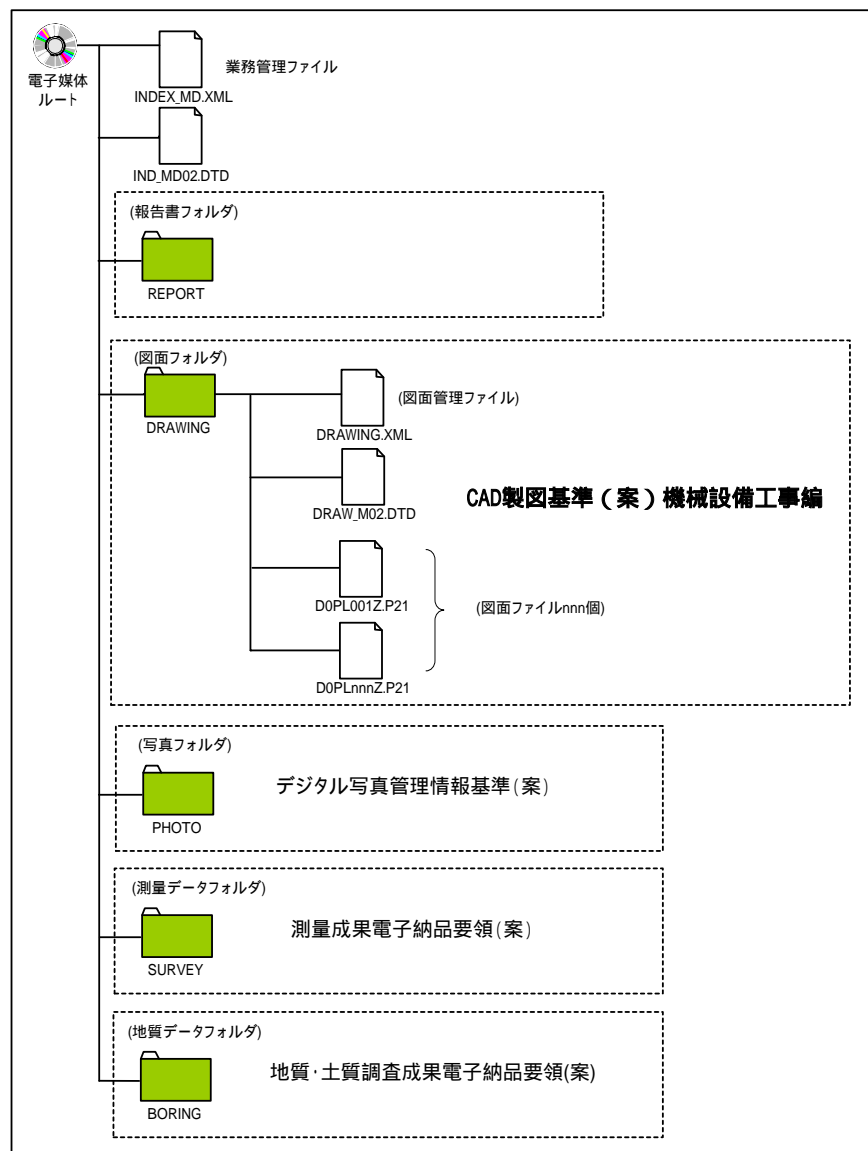 電子媒体
ルート
業務管理ファイル
INDEX_MD.XML
IND_MD02.DTD
(報告書フォルダ)
REPORT
(図面フォルダ)
DRAWING
(図面管理ファイル)
DRAWING.XML
DRAW_M02.DTD
CAD製図基準(案)機械設備工事編
D0PL001Z.P21
(図面ファイルnnn個)
D0PLnnnZ.P21
(写真フォルダ)
デジタル写真管理情報基準(案)
PHOTO
(測量データフォルダ)
測量成果電子納品要領(案)
SURVEY
(地質データフォルダ)
地質・土質調査成果電子納品要領(案)
BORING